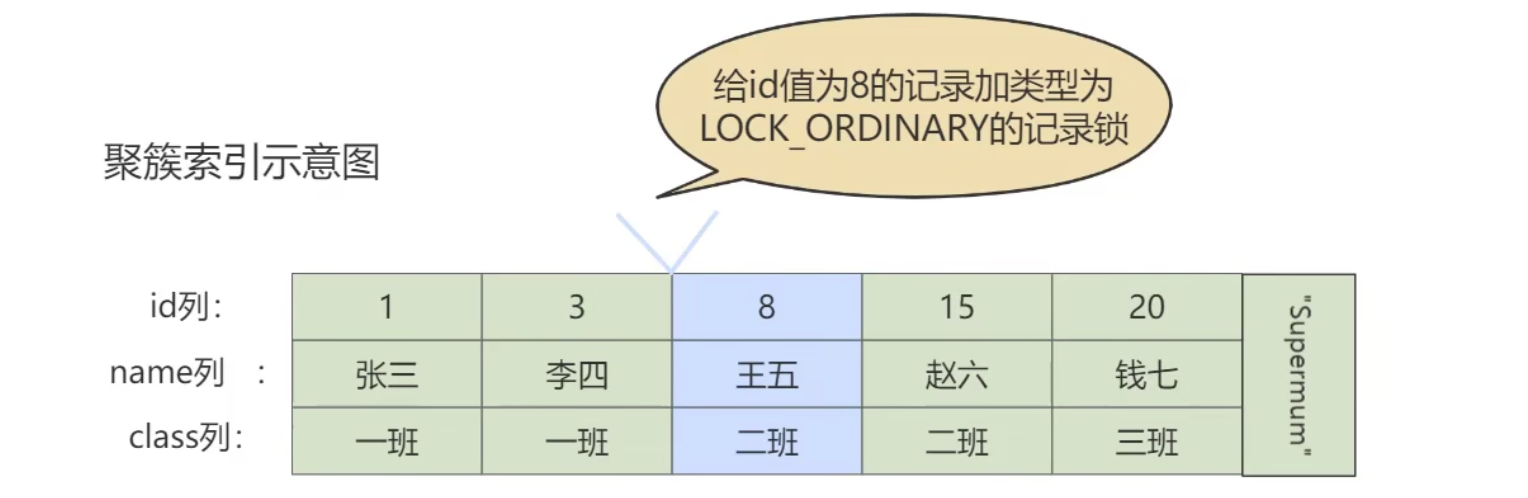 给id值为8的记录加类型为
LOCK_ORDINARY的记录锁
聚簇索引示意图
id列： 1 3 8 15 20 "Supermum"
name列 ： 张三 李四 王五 赵六 钱七
class列： 一班 一班 二班 二班 三班